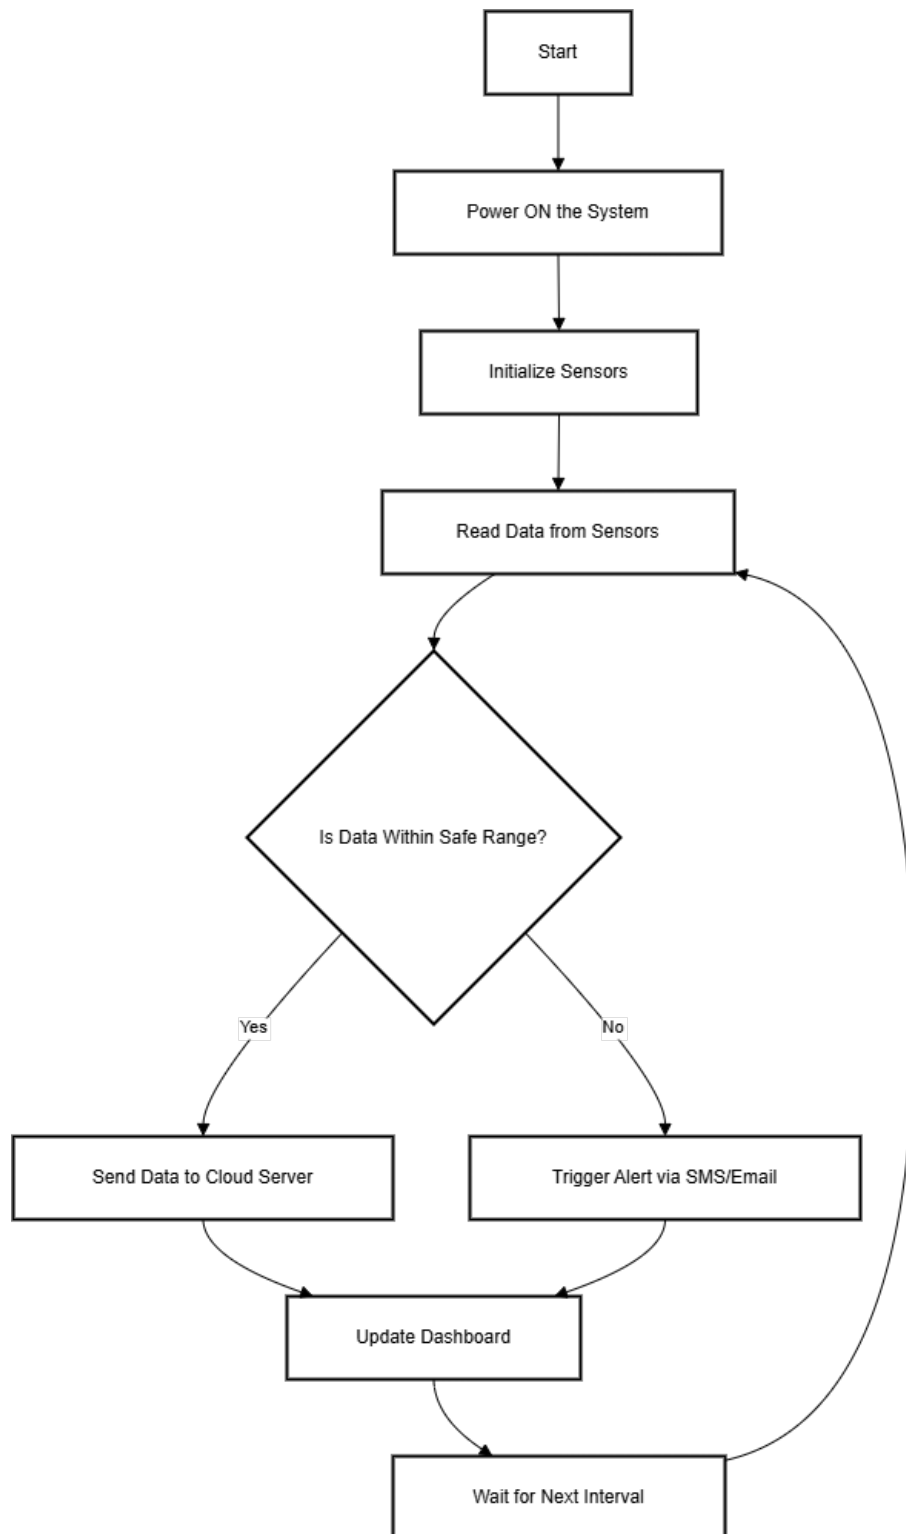 Start
Power ON the System
Initialize Sensors
Read Data from Sensors
Is Data Within Safe Range?
Yes
No
Send Data to Cloud Server
Trigger Alert via SMS/Email
Update Dashboard
Wait for Next Interval